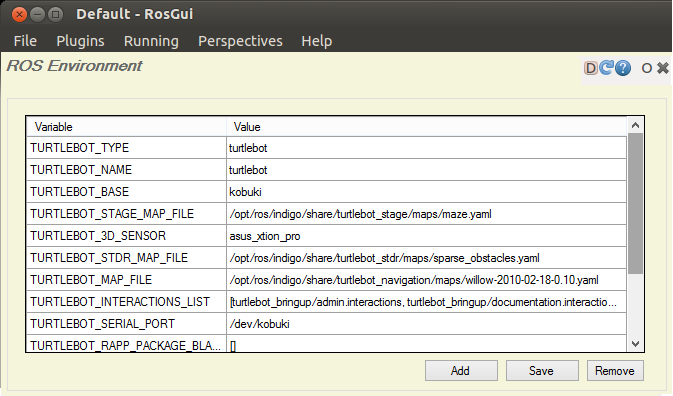 Default - RosGui
File Plugins Running Perspectives Help
ROS Environment
D ? O
Variable Value
TURTLEBOT_TYPE turtlebot
TURTLEBOT_NAME turtlebot
TURTLEBOT_BASE kobuki
TURTLEBOT_STAGE_MAP_FILE /opt/ros/indigo/share/turtlebot_stage/maps/maze.yaml
TURTLEBOT_3D_SENSOR asus_xtion_pro
TURTLEBOT_STDR_MAP_FILE /opt/ros/indigo/share/turtlebot_stdr/maps/sparse_obstacles.yaml
TURTLEBOT_MAP_FILE /opt/ros/indigo/share/turtlebot_navigation/maps/willow-2010-02-18-0.10.yaml
TURTLEBOT_INTERACTIONS_LIST [turtlebot_bringup/admin.interactions, turtlebot_bringup/documentation.interactio...
TURTLEBOT_SERIAL_PORT /dev/kobuki
TURTLEBOT_RAPP_PACKAGE_BLA... []
Add Save Remove